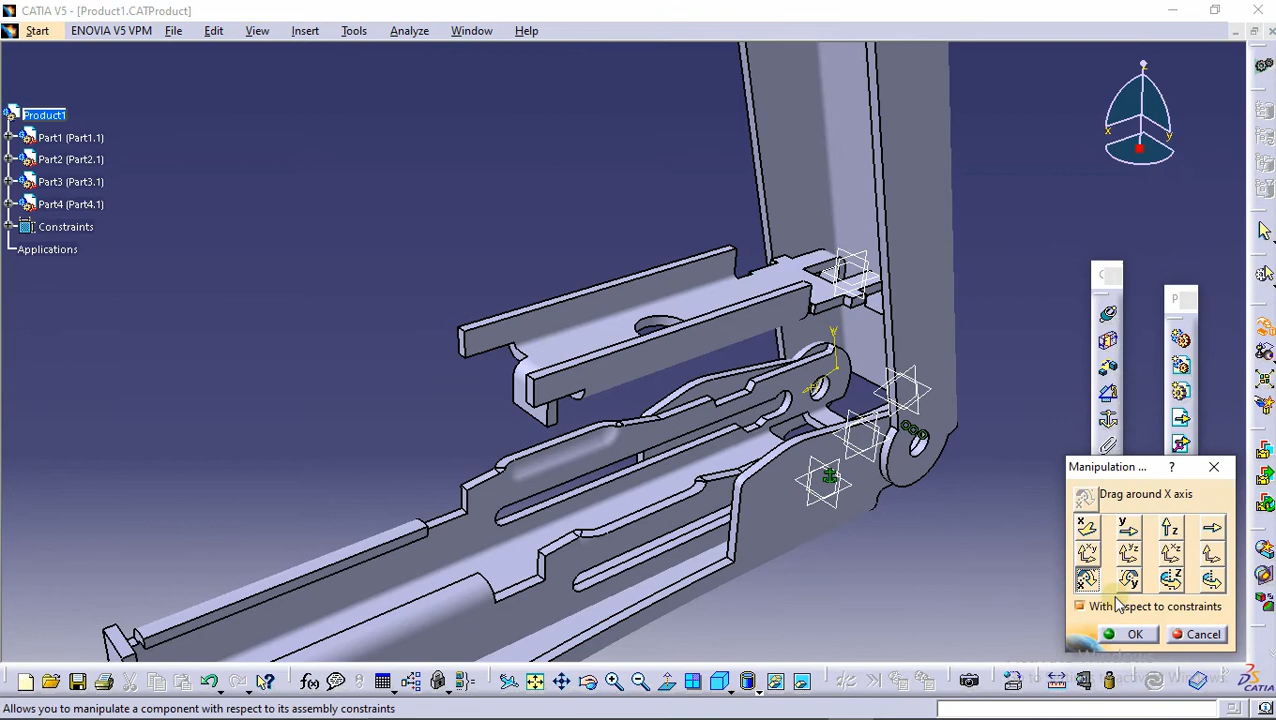 CATIA V5 - [Product1.CATProduct]
Start ENOVIA V5 VPM File Edit View Insert Tools Analyze Window Help
Product1
Part1 (Part1.1)
Part2 (Part2.1)
Part3 (Part3.1)
Part4 (Part4.1)
Constraints
Applications
z
x
y
C
P
y
Manipulation ...
?
Drag around X axis
With respect to constraints
OK Cancel
Allows you to manipulate a component with respect to its assembly constraints
CATIA